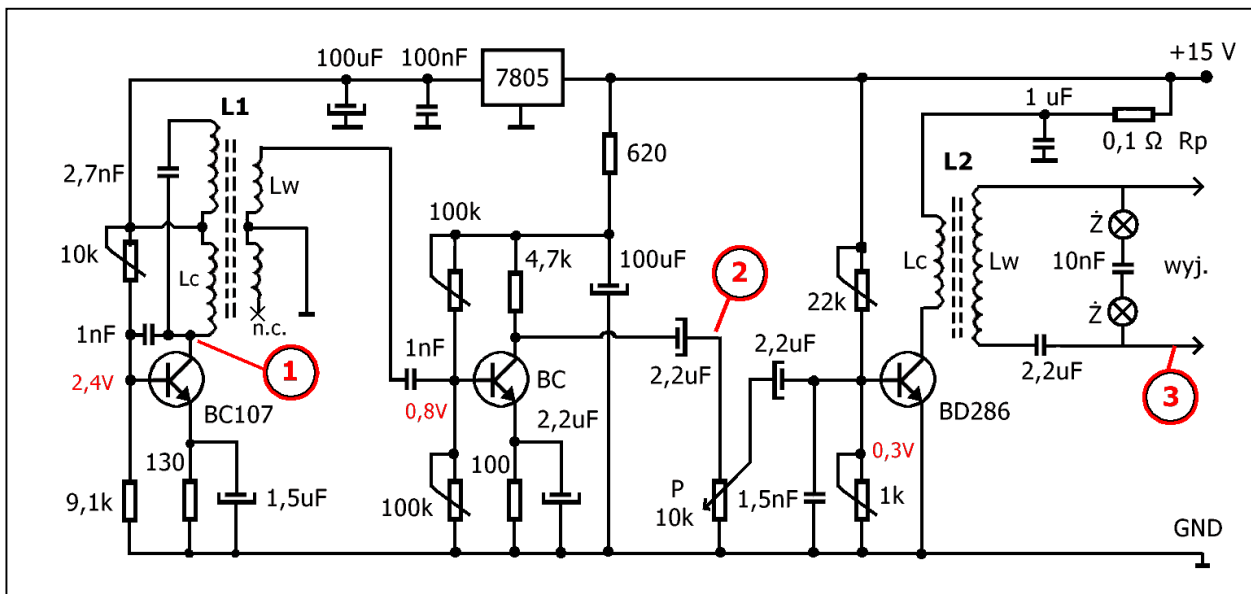 100uF
100nF
7805
+15 V
L1
1 uF
0,1 Ω Rp
620
L2
2,7nF
Lw
100k
Ż
10k
Lc
4,7k
100uF
2
22k
Lc
Lw
10nF
wyj.
Ż
n.c.
1nF
1
1nF
BC
2,2uF
2,2uF
2,2uF
3
2,4V
BC107
0,8V
2,2uF
BD286
0,3V
130
100
P
10k
1,5nF
1k
9,1k
1,5uF
100k
GND